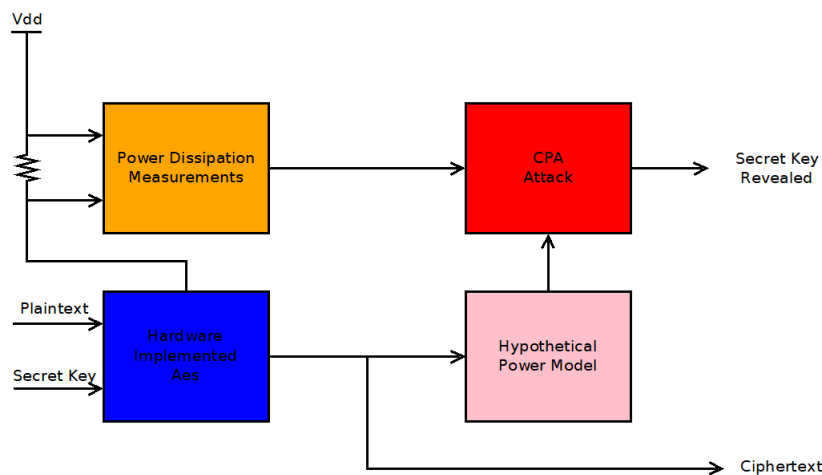 Vdd
Power Dissipation
Measurements
CPA
Attack
Secret Key
Revealed
Plaintext
Secret Key
Hardware
Implemented
Aes
Hypothetical
Power Model
Ciphertext